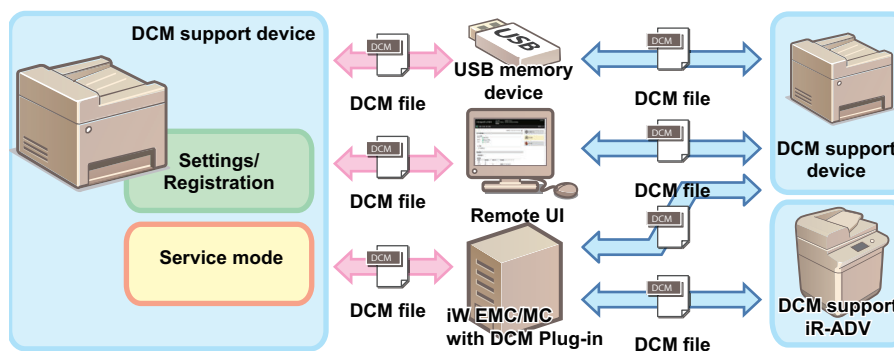 DCM support device
Settings/
Registration
Service mode
DCM
DCM file
DCM
DCM file
DCM
DCM file
USB
USB memory
device
Remote UI
iW EMC/MC
with DCM Plug-in
DCM
DCM file
DCM
DCM file
DCM
DCM
DCM file
DCM support
device
DCM support
iR-ADV